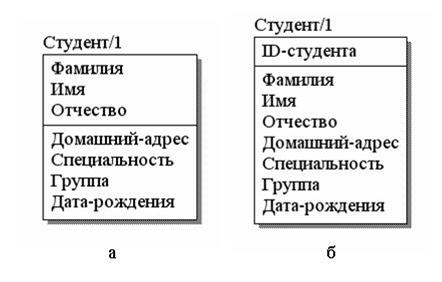 Студент/1
Фамилия
Имя
Отчество
Домашний-адрес
Специальность
Группа
Дата-рождения
а
Студент/1
ID-студента
Фамилия
Имя
Отчество
Домашний-адрес
Специальность
Группа
Дата-рождения
б